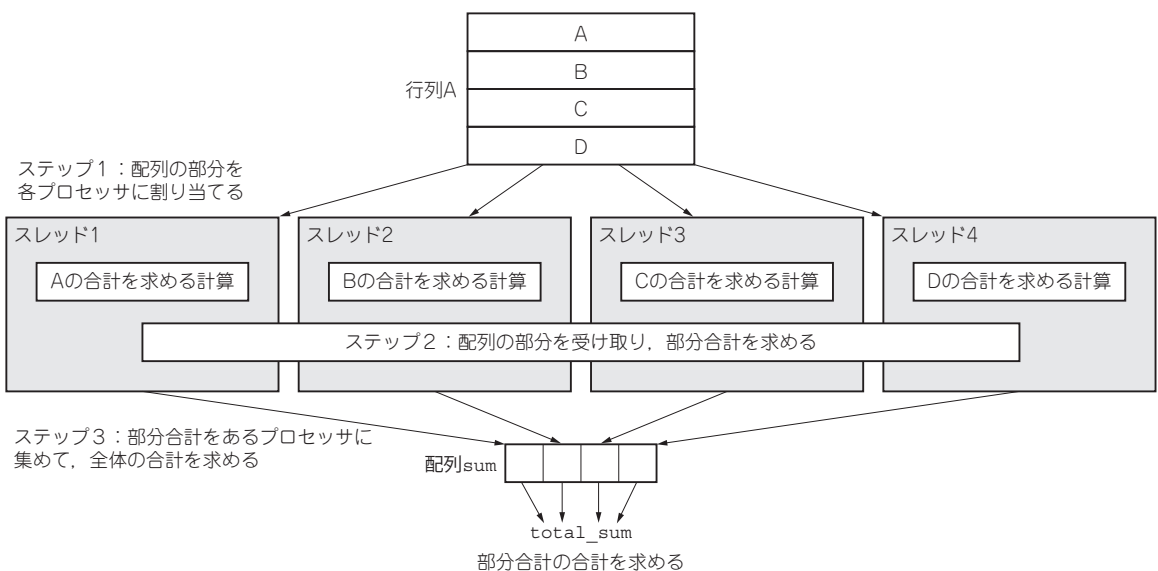 A
B
行列A
C
D
ステップ1：配列の部分を
各プロセッサに割り当てる
スレッド1
スレッド2
スレッド3
スレッド4
Aの合計を求める計算
Bの合計を求める計算
Cの合計を求める計算
Dの合計を求める計算
ステップ2：配列の部分を受け取り，部分合計を求める
ステップ3：部分合計をあるプロセッサに
集めて，全体の合計を求める
配列sum
total_sum
部分合計の合計を求める